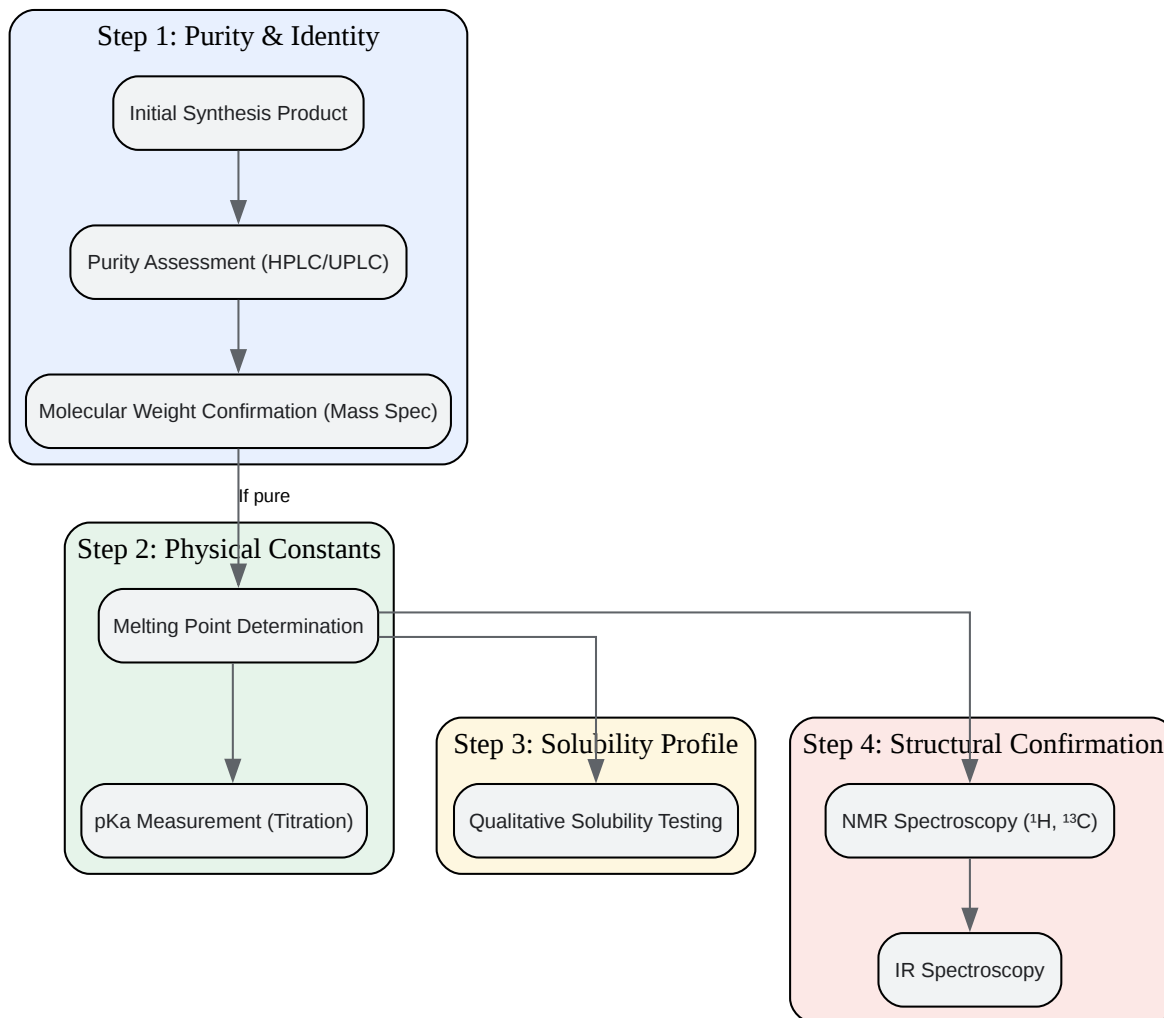 Step 1: Purity & Identity
Initial Synthesis Product
Purity Assessment (HPLC/UPLC)
Molecular Weight Confirmation (Mass Spec)
If pure
Step 2: Physical Constants
Melting Point Determination
pKa Measurement (Titration)
Step 3: Solubility Profile
Qualitative Solubility Testing
Step 4: Structural Confirmation
NMR Spectroscopy (¹H, ¹³C)
IR Spectroscopy